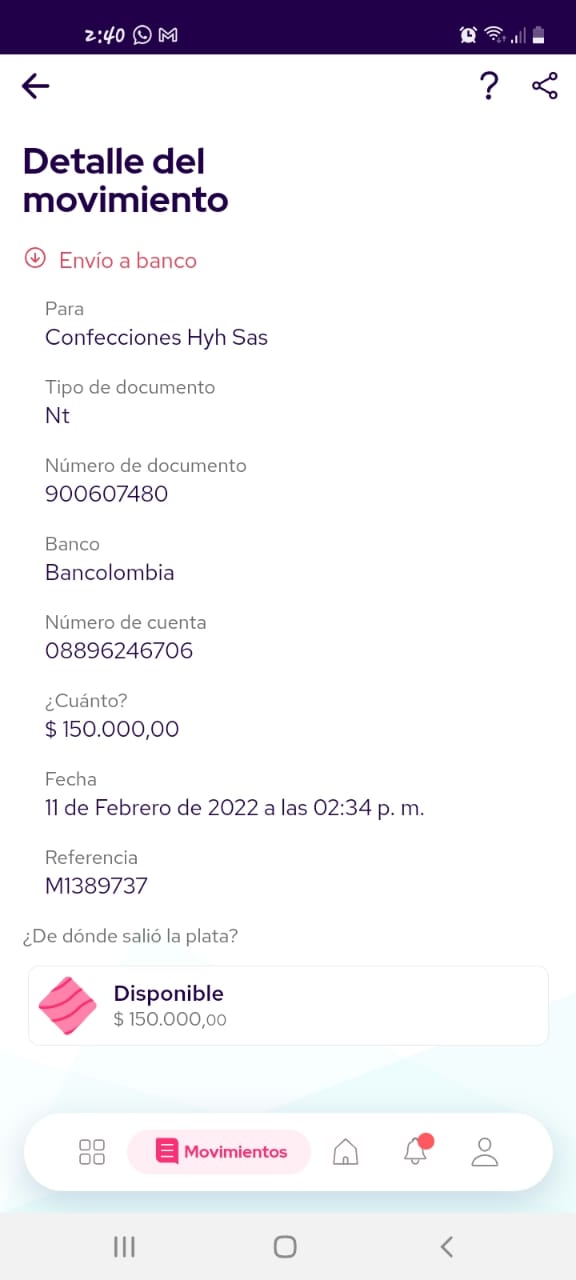 2:40
?
Detalle del
movimiento
Envío a banco
Para
Confecciones Hyh Sas
Tipo de documento
Nt
Número de documento
900607480
Banco
Bancolombia
Número de cuenta
08896246706
¿Cuánto?
$ 150.000,00
Fecha
11 de Febrero de 2022 a las 02:34 p. m.
Referencia
M1389737
¿De dónde salió la plata?
Disponible
$ 150.000,00
Movimientos